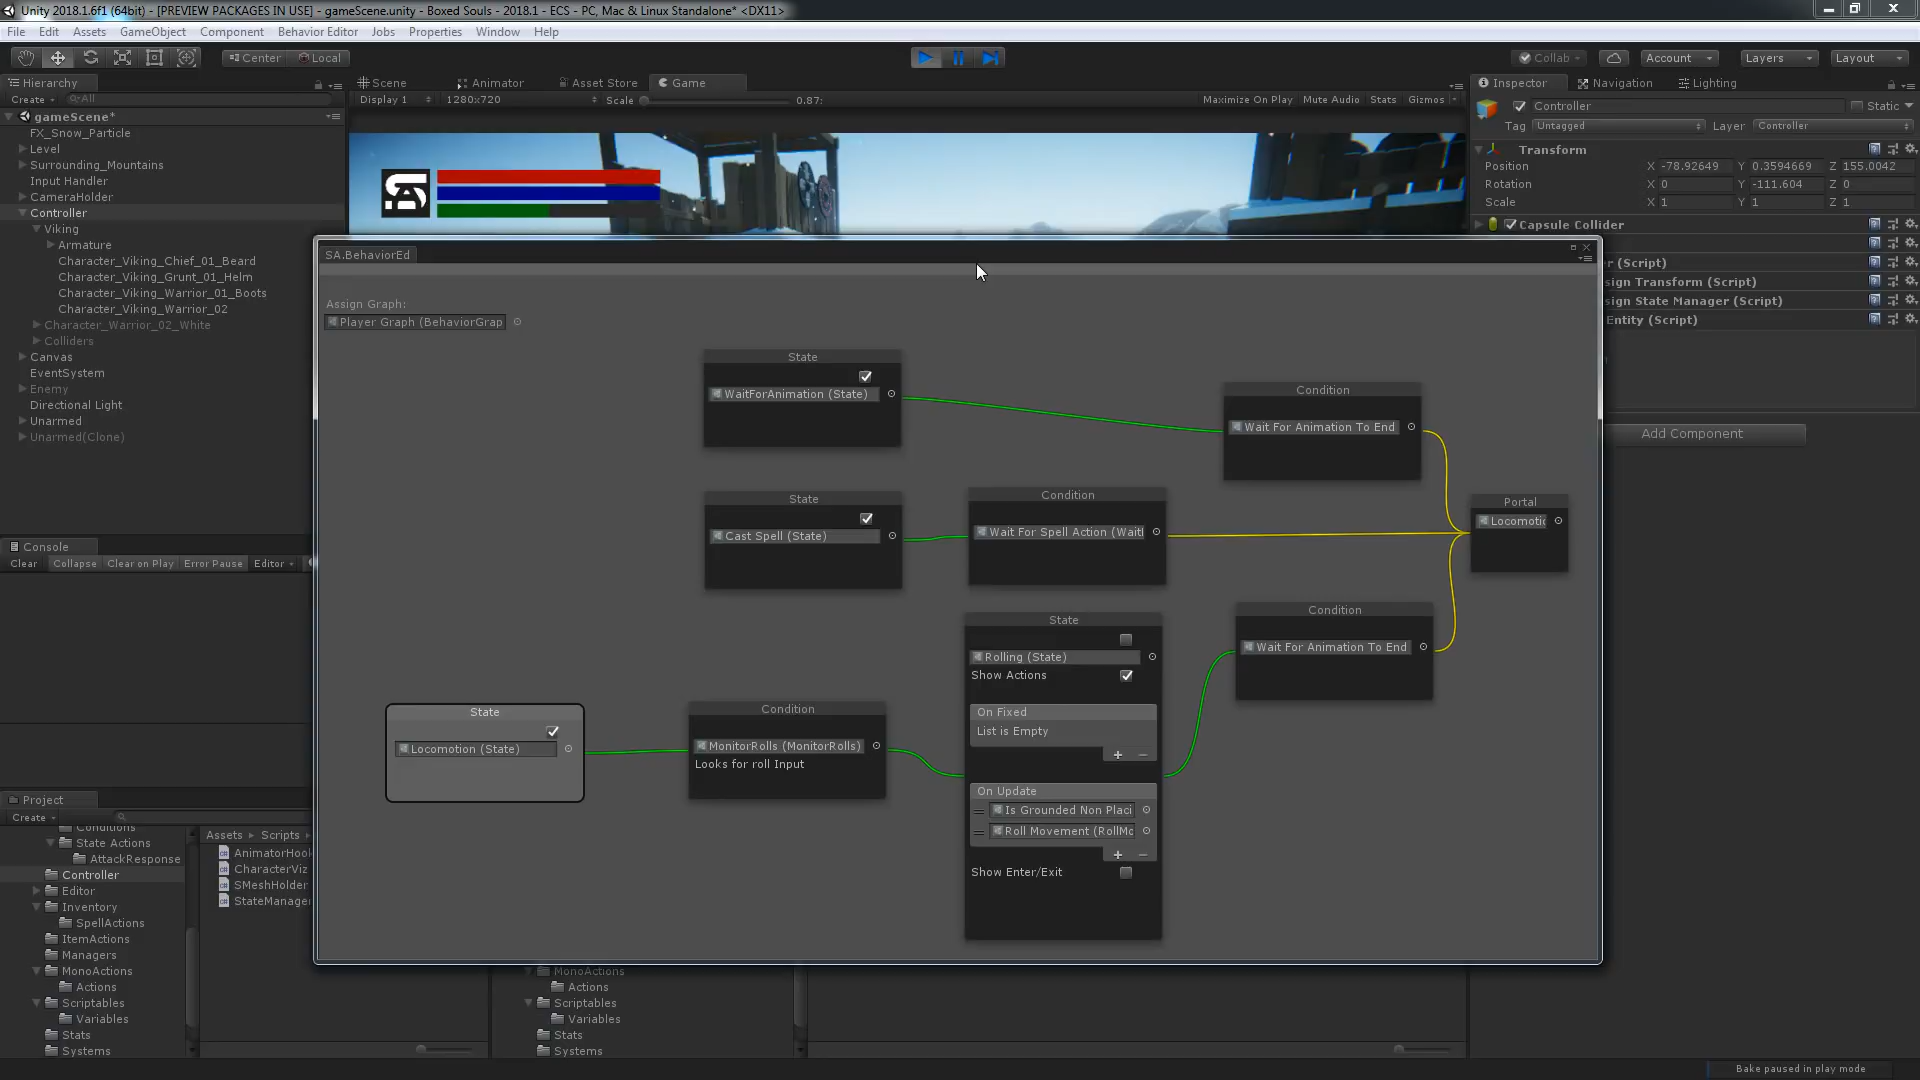 Unity 2018.1.6f1 (64bit) - [PREVIEW PACKAGES IN USE] - gameScene.unity - Boxed Souls - 2018.1 - ECS - PC, Mac & Linux Standalone* <DX11>
File Edit Assets GameObject Component Behavior Editor Jobs Properties Window Help
Center Local Collab Account Layers Layout
Hierarchy
Create All
gameScene*
FX_Snow_Particle
Level
Surrounding_Mountains
Input Handler
CameraHolder
Controller
Viking
Armature
Character_Viking_Chief_01_Beard
Character_Viking_Grunt_01_Helm
Character_Viking_Warrior_01_Boots
Character_Viking_Warrior_02
Character_Warrior_02_White
Colliders
Canvas
EventSystem
Enemy
Directional Light
Unarmed
Unarmed(Clone)
Scene Animator Asset Store Game
Display 1 1280x720 Scale 0.87: Maximize On Play Mute Audio Stats Gizmos
SA
Inspector Navigation Lighting
Controller Static
Tag Untagged Layer Controller
Transform
Position X -78.92649 Y 0.3594669 Z 155.0042
Rotation X 0 Y -111.604 Z 0
Scale X 1 Y 1 Z 1
Capsule Collider
er (Script)
sign Transform (Script)
sign State Manager (Script)
Entity (Script)
Add Component
SA.BehaviorEd
Assign Graph:
Player Graph (BehaviorGrap
State
WaitForAnimation (State)
Condition
Wait For Animation To End
State
Cast Spell (State)
Condition
Wait For Spell Action (Waitl
Portal
Locomotic
State
Rolling (State)
Show Actions
On Fixed
List is Empty
+ −
On Update
Is Grounded Non Placi
Roll Movement (RollMc
+ −
Show Enter/Exit
Condition
Wait For Animation To End
State
Locomotion (State)
Condition
MonitorRolls (MonitorRolls)
Looks for roll Input
Console
Clear Collapse Clear on Play Error Pause Editor
Project
Create
Conditions
State Actions
AttackResponse
Controller
Editor
Inventory
SpellActions
ItemActions
Managers
MonoActions
Actions
Scriptables
Variables
Stats
Systems
Assets Scripts
AnimatorHook
CharacterViz
SMeshHolder
StateManage
MonoActions
Actions
Scriptables
Variables
Stats
Systems
Bake paused in play mode